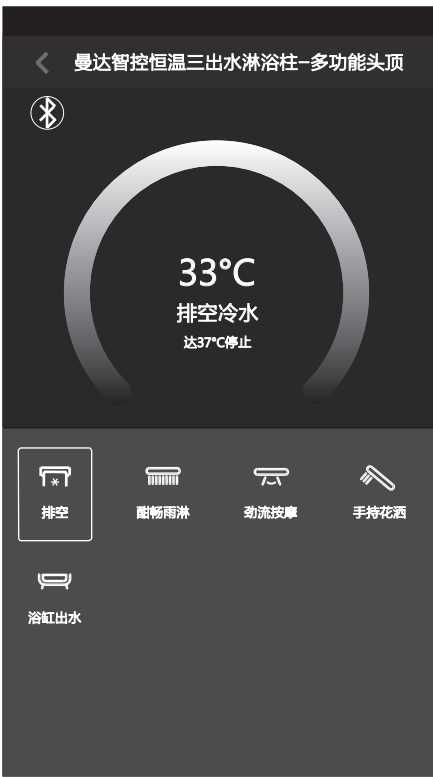 曼达智控恒温三出水淋浴柱-多功能头顶
33°C
排空冷水
达37°C停止
排空 酣畅雨淋 劲流按摩 手持花洒
浴缸出水